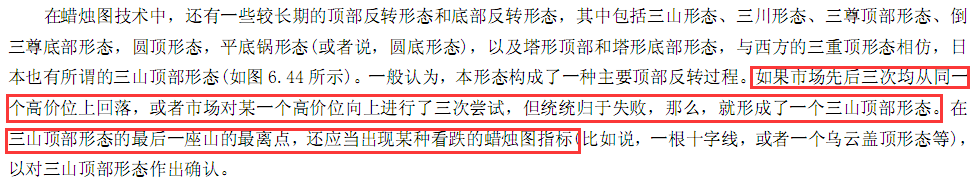 在蜡烛图技术中，还有一些较长期的顶部反转形态和底部反转形态，其中包括三山形态、三川形态、三尊顶部形态、倒
三尊底部形态，圆顶形态，平底锅形态(或者说，圆底形态)，以及塔形顶部和塔形底部形态，与西方的三重顶形态相仿，日
本也有所谓的三山顶部形态(如图 6.44 所示)。一般认为，本形态构成了一种主要顶部反转过程。如果市场先后三次均从同一
个高价位上回落，或者市场对某一个高价位向上进行了三次尝试，但统统归于失败，那么，就形成了一个三山顶部形态。在
三山顶部形态的最后一座山的最离点，还应当出现某种看跌的蜡烛图指标(比如说，一根十字线，或者一个乌云盖顶形态等)，
以对三山顶部形态作出确认。